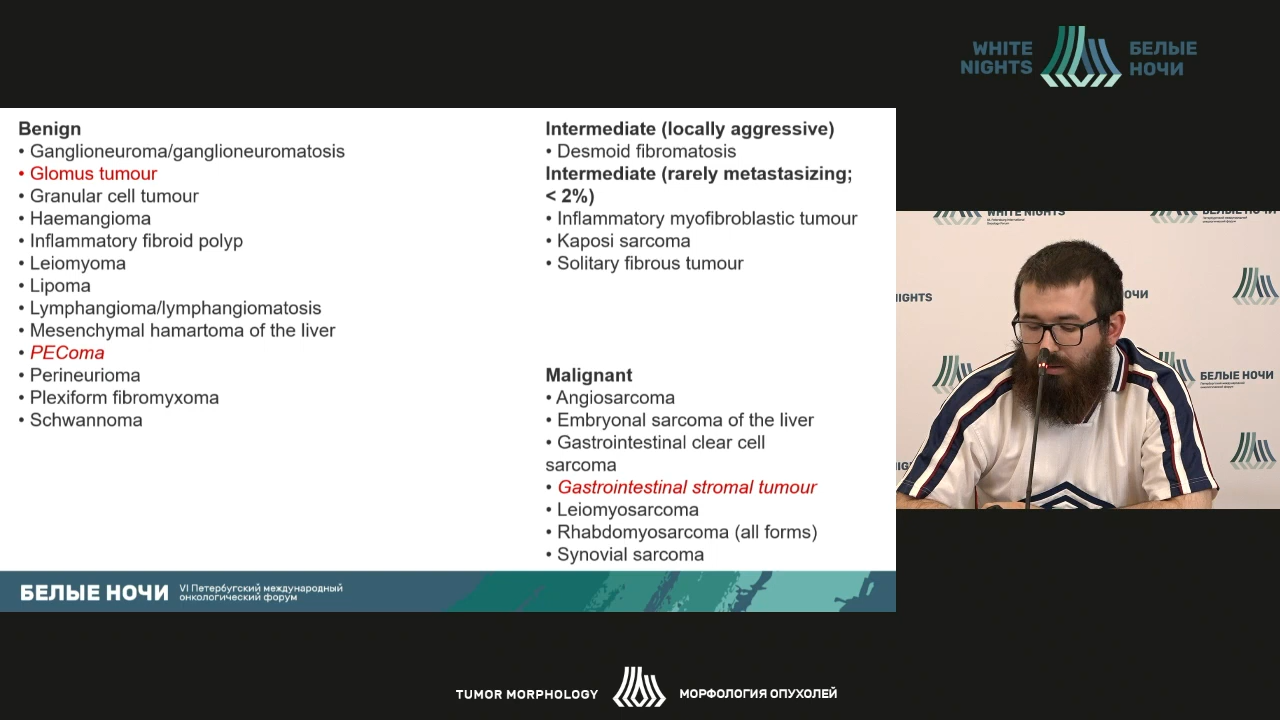 WHITE
NIGHTS
БЕЛЫЕ
НОЧИ
Benign
• Ganglioneuroma/ganglioneuromatosis
• Glomus tumour
• Granular cell tumour
• Haemangioma
• Inflammatory fibroid polyp
• Leiomyoma
• Lipoma
• Lymphangioma/lymphangiomatosis
• Mesenchymal hamartoma of the liver
• PEComa
• Perineurioma
• Plexiform fibromyxoma
• Schwannoma
Intermediate (locally aggressive)
• Desmoid fibromatosis
Intermediate (rarely metastasizing;
< 2%)
• Inflammatory myofibroblastic tumour
• Kaposi sarcoma
• Solitary fibrous tumour
Malignant
• Angiosarcoma
• Embryonal sarcoma of the liver
• Gastrointestinal clear cell
sarcoma
• Gastrointestinal stromal tumour
• Leiomyosarcoma
• Rhabdomyosarcoma (all forms)
• Synovial sarcoma
БЕЛЫЕ НОЧИ
VI Петербугский международный
онкологический форум
WHITE NIGHTS
БЕЛЫЕ НОЧИ
TUMOR MORPHOLOGY
МОРФОЛОГИЯ ОПУХОЛЕЙ